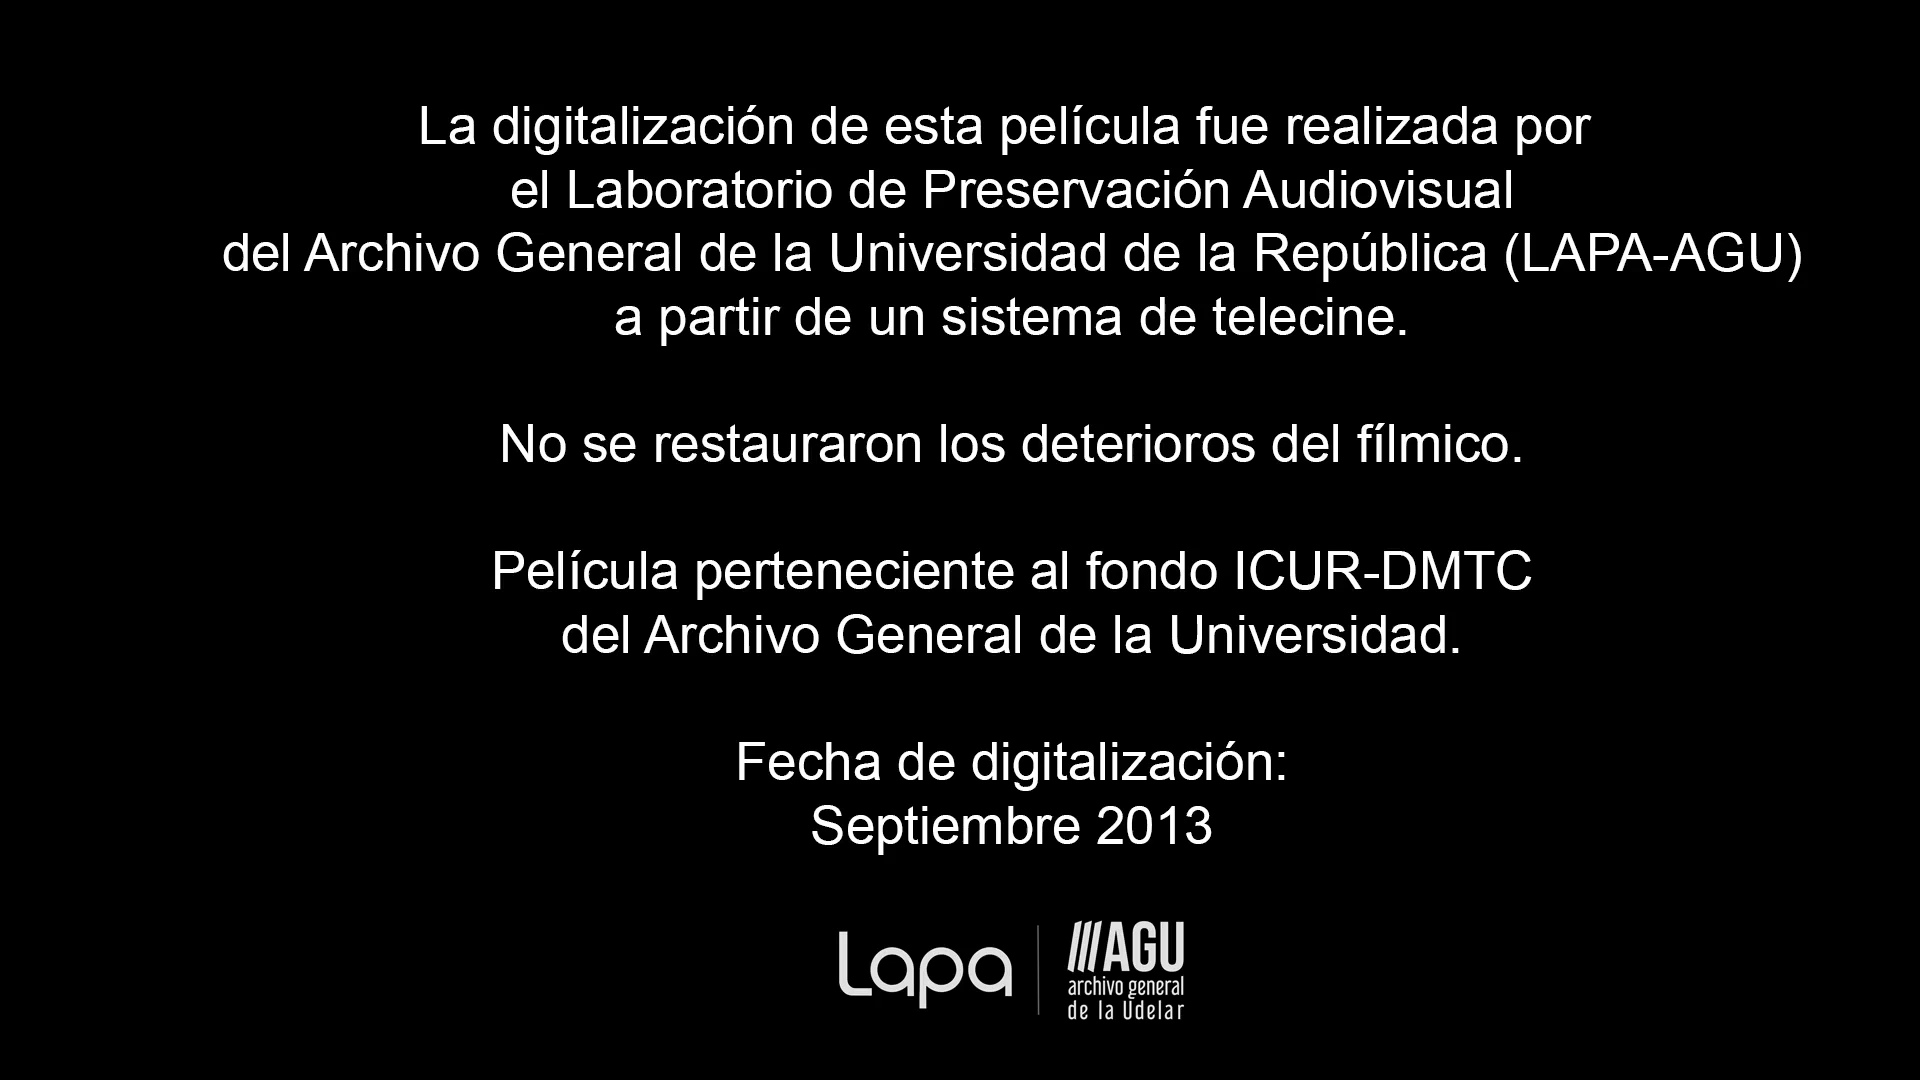 La digitalización de esta película fue realizada por
el Laboratorio de Preservación Audiovisual
del Archivo General de la Universidad de la República (LAPA-AGU)
a partir de un sistema de telecine.
No se restauraron los deterioros del fílmico.
Película perteneciente al fondo ICUR-DMTC
del Archivo General de la Universidad.
Fecha de digitalización:
Septiembre 2013
Lapa
AGU
archivo general
de la Udelar